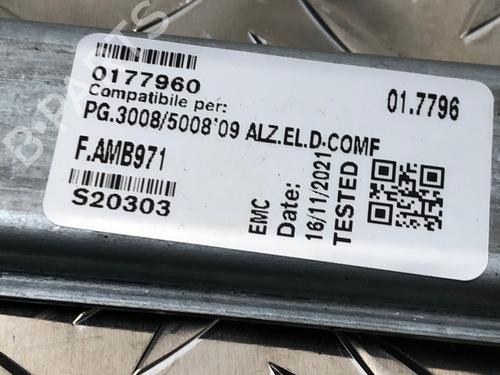 0177960
Compatibile per:
01.7796
PG.3008/5008'09 ALZ.EL.D.COMF
F.AMB971
S20303
EMC
Date:
16/11/2021
TESTED
B-PARTS